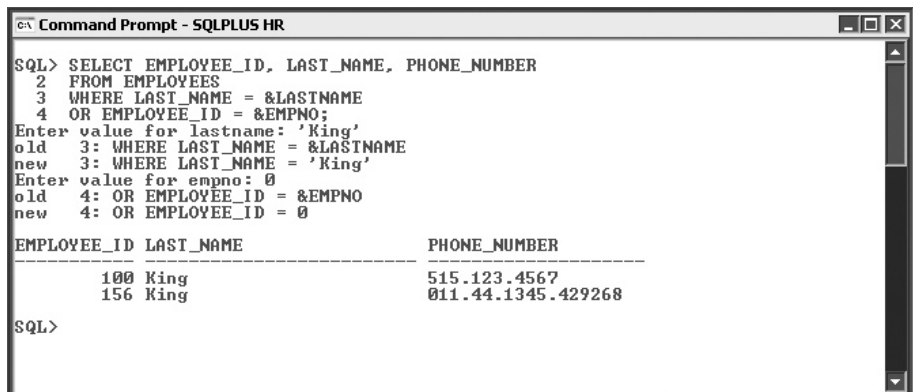 Command Prompt - SQLPLUS HR
SQL> SELECT EMPLOYEE_ID, LAST_NAME, PHONE_NUMBER
2 FROM EMPLOYEES
3 WHERE LAST_NAME = &LASTNAME
4 OR EMPLOYEE_ID = &EMPNO;
Enter value for lastname: 'King'
old 3: WHERE LAST_NAME = &LASTNAME
new 3: WHERE LAST_NAME = 'King'
Enter value for empno: 0
old 4: OR EMPLOYEE_ID = &EMPNO
new 4: OR EMPLOYEE_ID = 0
EMPLOYEE_ID LAST_NAME PHONE_NUMBER
----------- ------------------------- --------------------
100 King 515.123.4567
156 King 011.44.1345.429268
SQL>